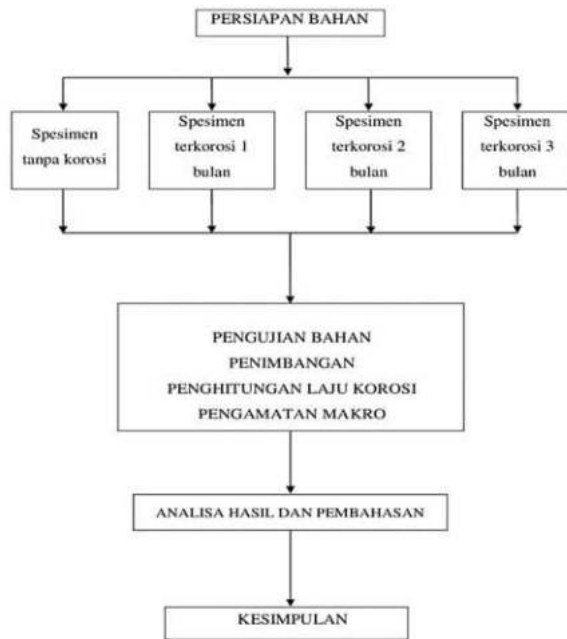 PERSIAPAN BAHAN
Spesimen
tanpa korosi
Spesimen
terkorosi 1
bulan
Spesimen
terkorosi 2
bulan
Spesimen
terkorosi 3
bulan
PENGUJIAN BAHAN
PENIMBANGAN
PENGHITUNGAN LAJU KOROSI
PENGAMATAN MAKRO
ANALISA HASIL DAN PEMBAHASAN
KESIMPULAN